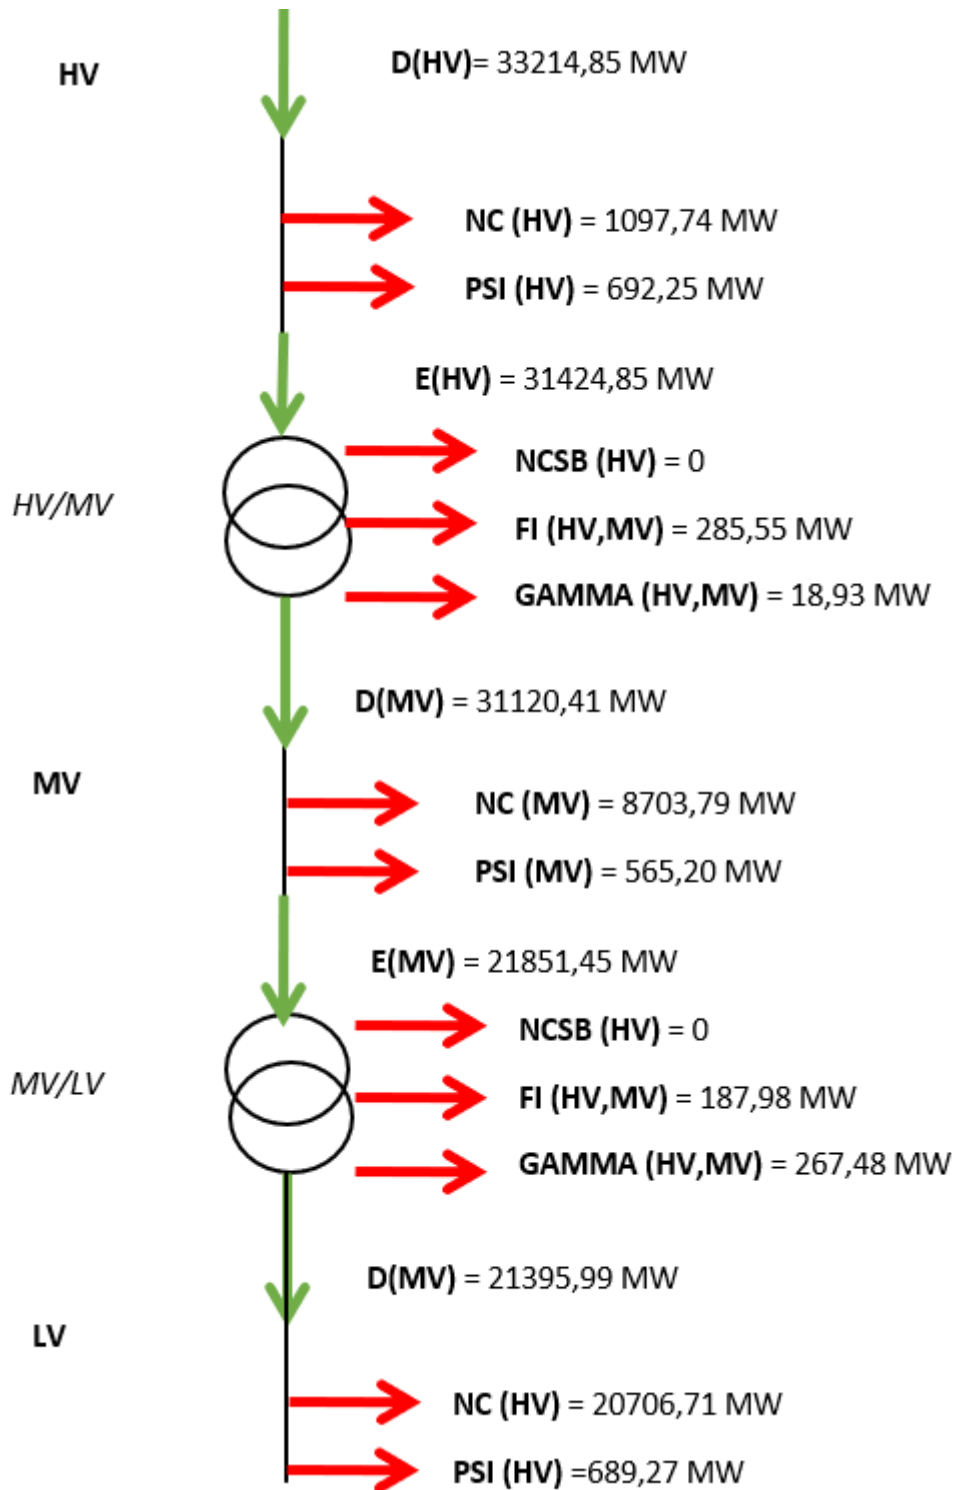 D(HV)= 33214,85 MW
HV
NC (HV) = 1097,74 MW
PSI (HV) = 692,25 MW
E(HV) = 31424,85 MW
NCSB (HV) = 0
HV/MV
FI (HV,MV) = 285,55 MW
GAMMA (HV,MV) = 18,93 MW
D(MV) = 31120,41 MW
MV
NC (MV) = 8703,79 MW
PSI (MV) = 565,20 MW
E(MV) = 21851,45 MW
NCSB (HV) = 0
MV/LV
FI (HV,MV) = 187,98 MW
GAMMA (HV,MV) = 267,48 MW
D(MV) = 21395,99 MW
LV
NC (HV) = 20706,71 MW
PSI (HV) =689,27 MW